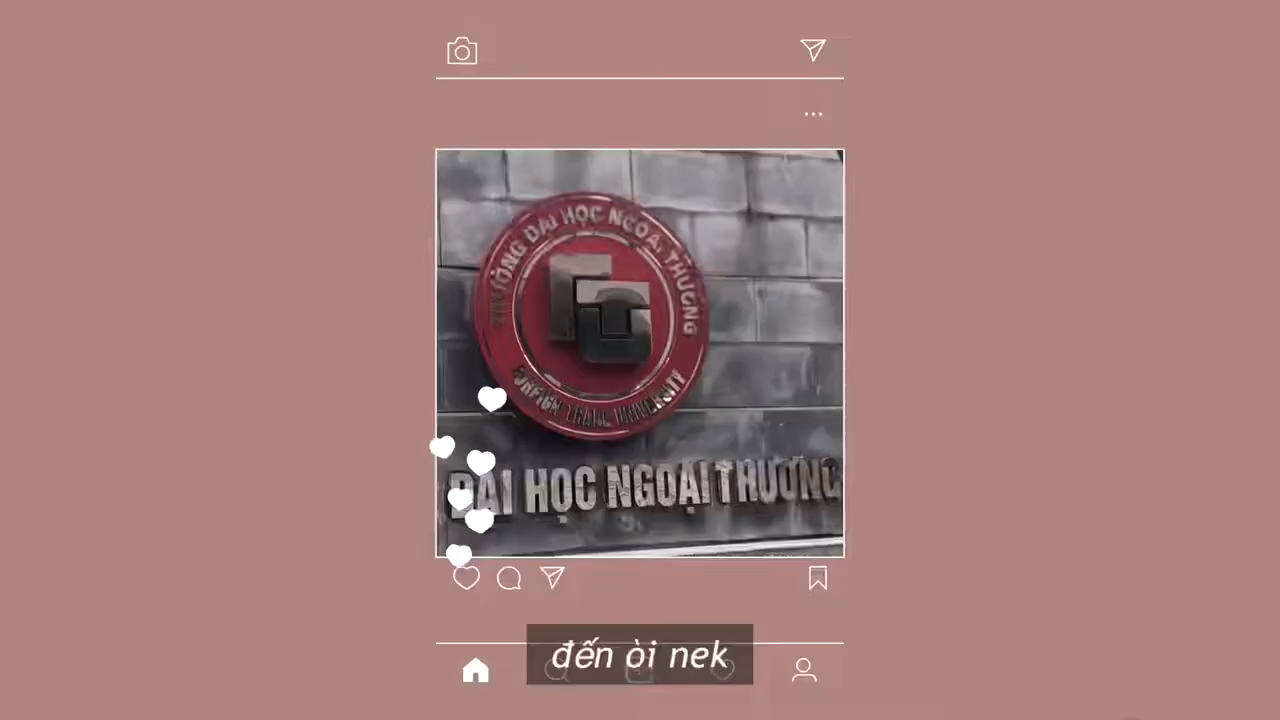 TRƯỜNG ĐẠI HỌC NGOẠI THƯƠNG
FOREIGN TRADE UNIVERSITY
ĐẠI HỌC NGOẠI THƯƠNG
đến òi nek